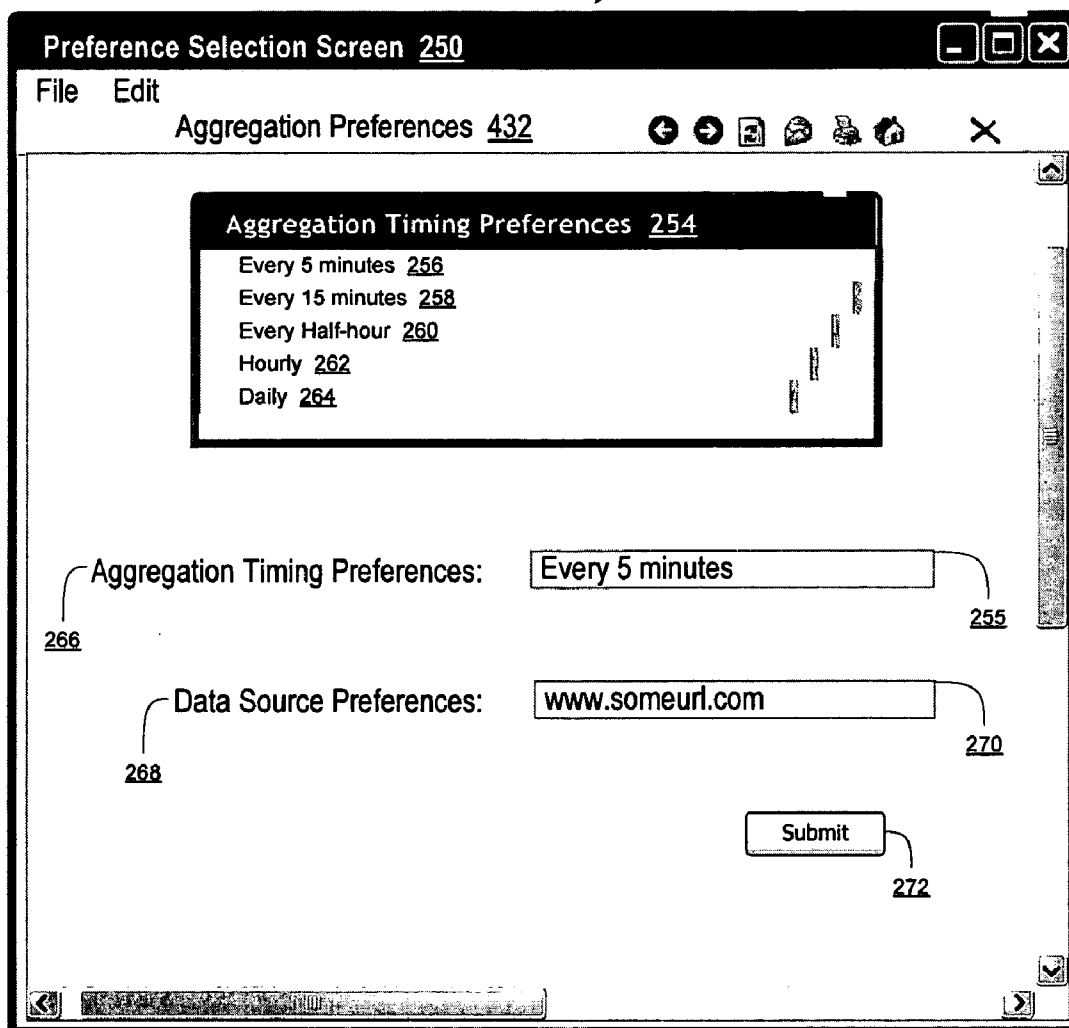 Preference Selection Screen 250
File Edit
Aggregation Preferences 432
Aggregation Timing Preferences 254
Every 5 minutes 256
Every 15 minutes 258
Every Half-hour 260
Hourly 262
Daily 264
Aggregation Timing Preferences: Every 5 minutes
266
255
Data Source Preferences: www.someurl.com
268
270
Submit
272